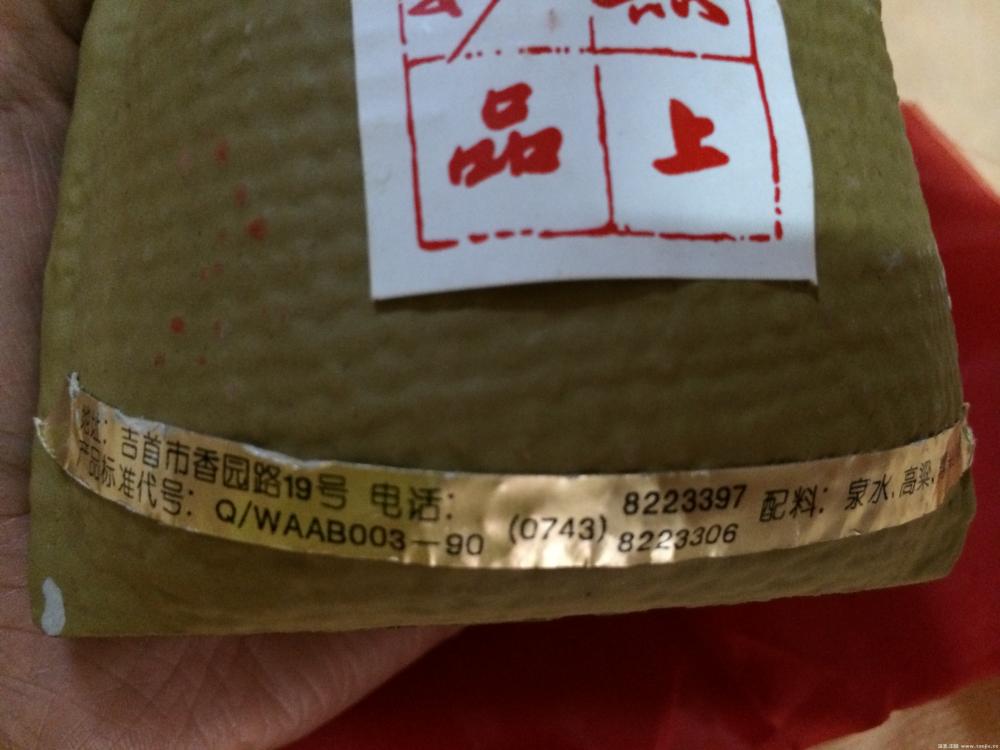 品 上
地址：吉首市香园路19号 电话： 8223397 配料：泉水、高粱、
产品标准代号：Q/WAAB003—90 (0743) 8223306